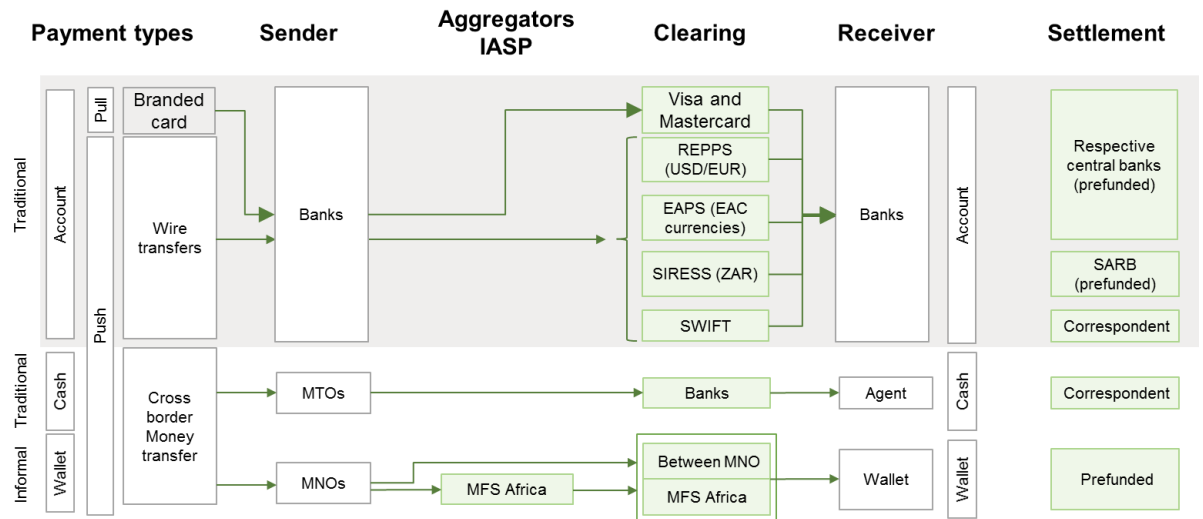 Payment types
Sender
Aggregators
IASP
Clearing
Receiver
Settlement
Traditional
Account
Pull
Push
Branded
card
Wire
transfers
Banks
Visa and
Mastercard
REPPS
(USD/EUR)
EAPS (EAC
currencies)
SIRESS (ZAR)
SWIFT
Banks
Account
Respective
central banks
(prefunded)
SARB
(prefunded)
Correspondent
Traditional
Cash
Cross
border
Money
transfer
MTOs
Banks
Agent
Cash
Correspondent
Informal
Wallet
MNOs
MFS Africa
Between MNO
MFS Africa
Wallet
Wallet
Prefunded